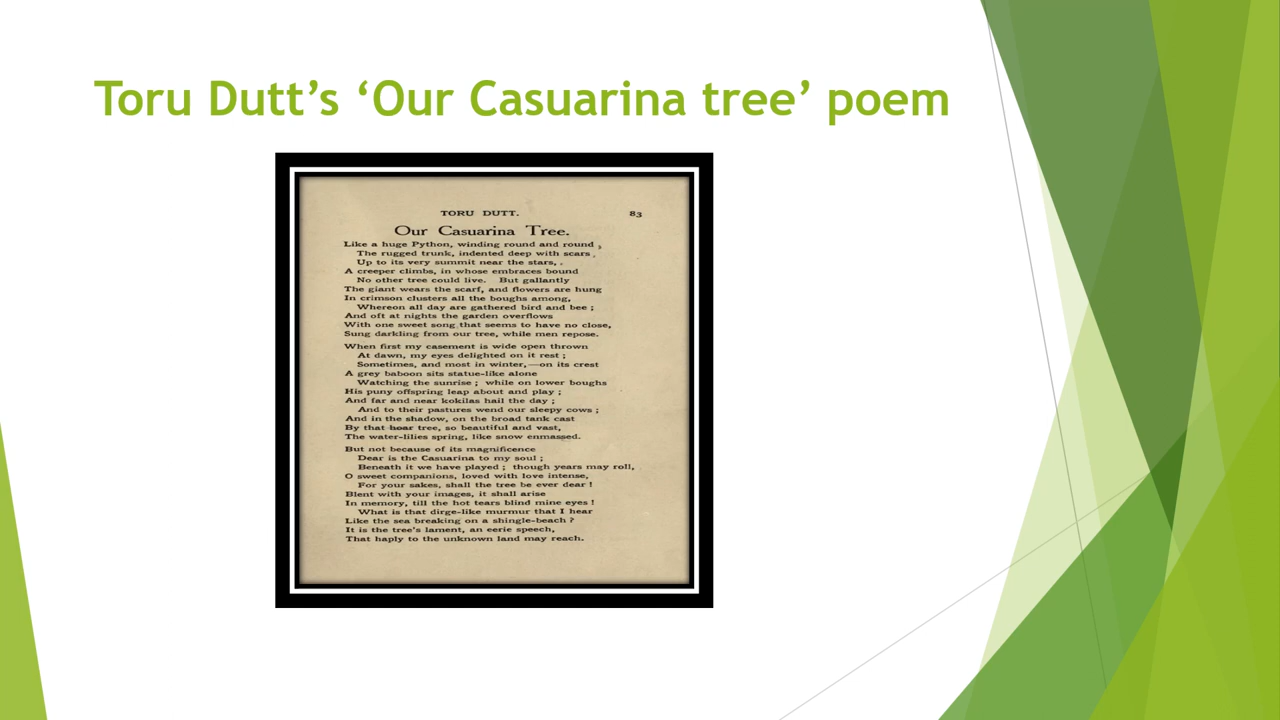 Toru Dutt’s ‘Our Casuarina tree’ poem
TORU DUTT. 83
Our Casuarina Tree.
Like a huge Python, winding round and round,
The rugged trunk, indented deep with scars,
Up to its very summit near the stars,
A creeper climbs, in whose embraces bound
No other tree could live. But gallantly
The giant wears the scarf, and flowers are hung
In crimson clusters all the boughs among,
Whereon all day are gathered bird and bee ;
And oft at nights the garden overflows
With one sweet song that seems to have no close,
Sung darkling from our tree, while men repose.
When first my casement is wide open thrown
At dawn, my eyes delighted on it rest ;
Sometimes, and most in winter,—on its crest
A grey baboon sits statue-like alone
Watching the sunrise ; while on lower boughs
His puny offspring leap about and play ;
And far and near kokilas hail the day ;
And to their pastures wend our sleepy cows ;
And in the shadow, on the broad tank cast
By that hoar tree, so beautiful and vast,
The water-lilies spring, like snow enmassed.
But not because of its magnificence
Dear is the Casuarina to my soul ;
Beneath it we have played ; though years may roll,
O sweet companions, loved with love intense,
For your sakes, shall the tree be ever dear !
Blent with your images, it shall arise
In memory, till the hot tears blind mine eyes !
What is that dirge-like murmur that I hear
Like the sea breaking on a shingle-beach ?
It is the tree’s lament, an eerie speech,
That haply to the unknown land may reach.